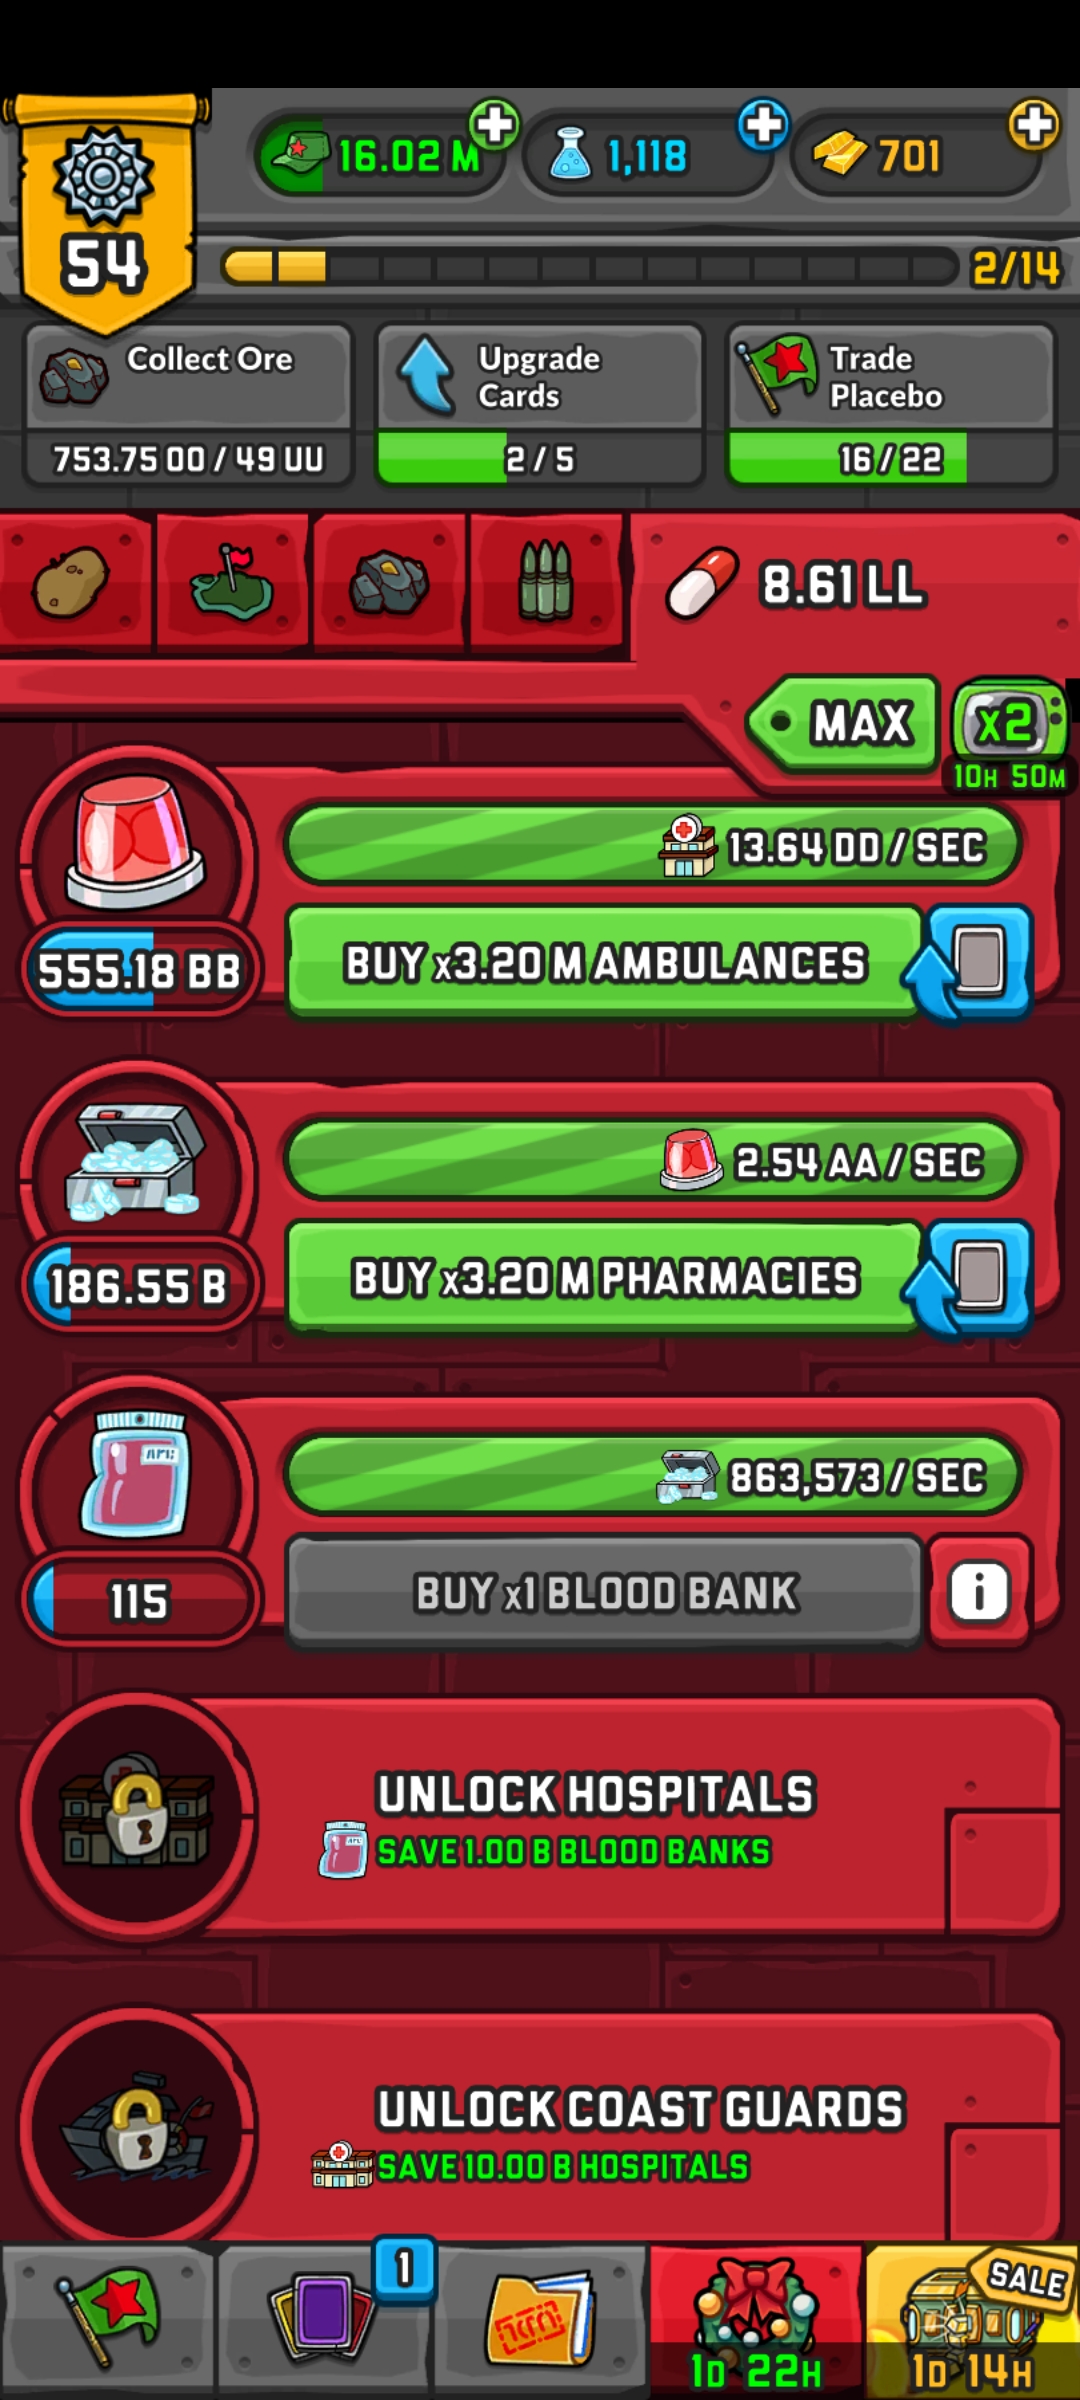 16.02 M
1,118
701
54
2/14
Collect Ore
753.75 OO / 49 UU
Upgrade
Cards
2 / 5
Trade
Placebo
16 / 22
8.61 LL
MAX
x2
10H 50M
13.64 DD / SEC
555.18 BB
BUY x3.20 M AMBULANCES
2.54 AA / SEC
186.55 B
BUY x3.20 M PHARMACIES
863,573 / SEC
115
BUY x1 BLOOD BANK
i
UNLOCK HOSPITALS
SAVE 1.00 B BLOOD BANKS
UNLOCK COAST GUARDS
SAVE 10.00 B HOSPITALS
1
SALE
1D 22H
1D 14H